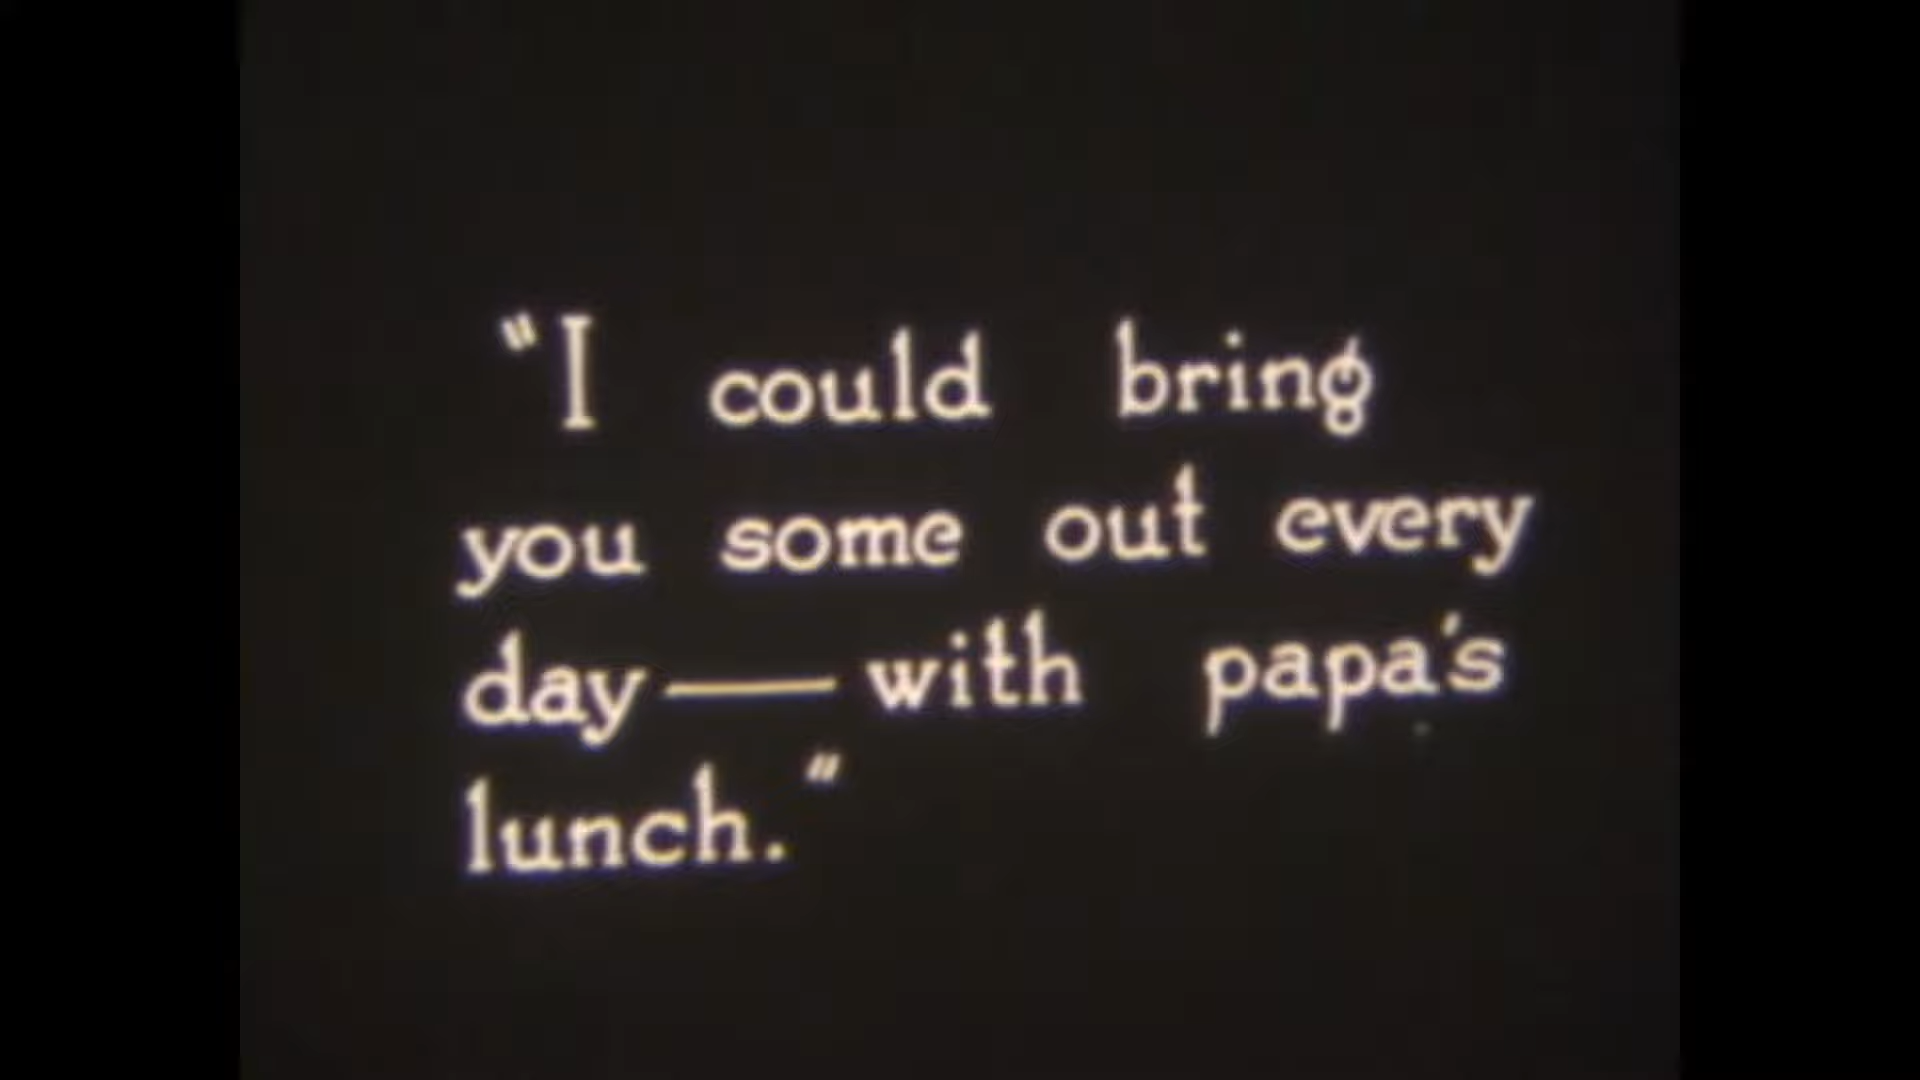 "I could bring
you some out every
day—with papa's
lunch."